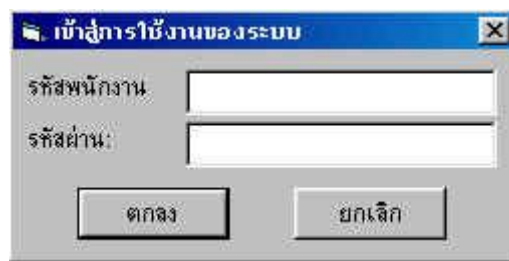 เข้าสู่การใช้งานของระบบ
รหัสพนักงาน
รหัสผ่าน:
ตกลง ยกเลิก